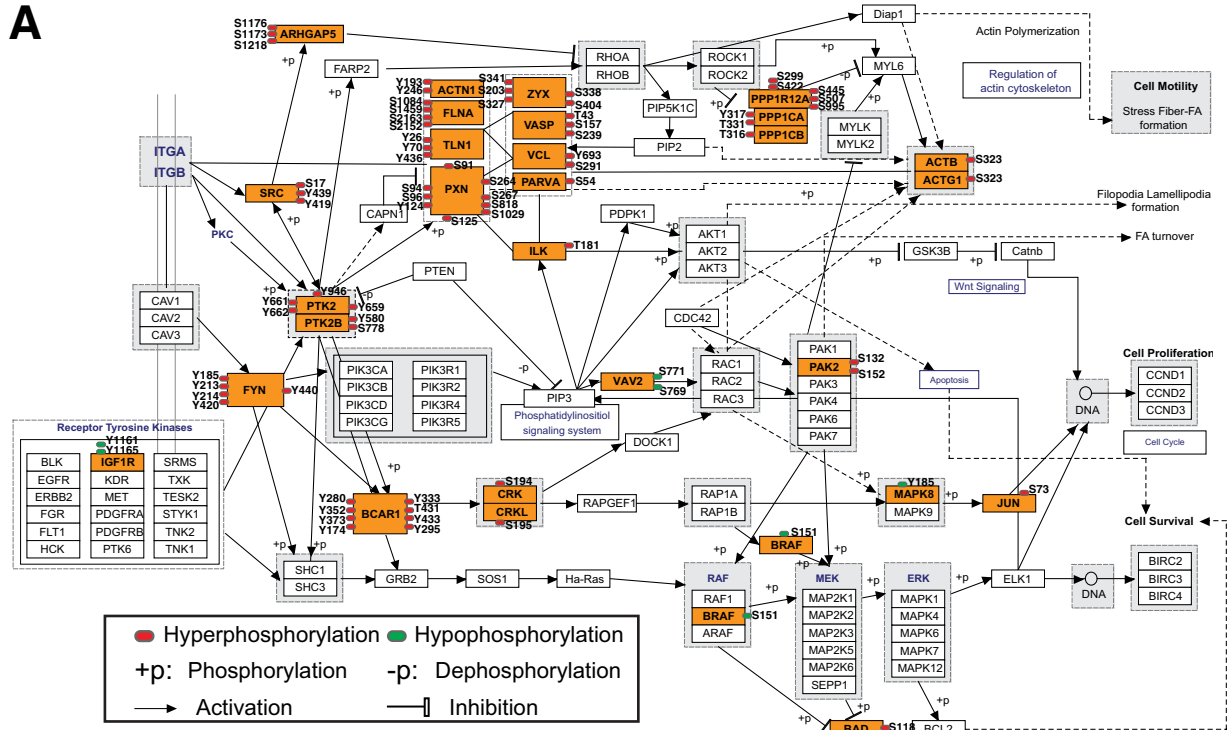 A
S1176
S1173
S1218
ARHGAP5
+p
FARP2
+p
RHOA
RHOB
ROCK1
ROCK2
+p
+p
Diap1
MYL6
-p
+p
Actin Polymerization
Regulation of
actin cytoskeleton
Cell Motility
Stress Fiber-FA
formation
PIP5K1C
PIP2
S299
S422
PPP1R12A
S445
S507
S995
Y317
T331
T316
PPP1CA
PPP1CB
MYLK
MYLK2
ACTB
ACTG1
S323
S323
Y193
Y246
ACTN1
S1084
S1459
S2163
S2152
FLNA
Y26
Y70
Y436
TLN1
S91
PXN
S94
S96
Y124
S125
S264
S267
S818
S1029
S341
S203
S327
ZYX
S338
S404
VASP
T43
S157
S239
VCL
Y693
S291
PARVA
S54
ITGA
ITGB
SRC
S17
Y439
Y419
+p
PKC
CAPN1
+p
ILK
T181
PDPK1
+p
+p
AKT1
AKT2
AKT3
+p
Filopodia Lamellipodia
formation
FA turnover
GSK3B
+p
Catnb
+p
Wnt Signaling
PTEN
-p
-p
+p
Y946
Y661
Y662
PTK2
PTK2B
Y659
Y580
S778
CAV1
CAV2
CAV3
CDC42
Y185
Y213
Y214
Y420
FYN
Y440
PIK3CA
PIK3CB
PIK3CD
PIK3CG
PIK3R1
PIK3R2
PIK3R4
PIK3R5
+p
PIP3
Phosphatidylinositiol
signaling system
VAV2
S771
S769
RAC1
RAC2
RAC3
PAK1
PAK2
PAK3
PAK4
PAK6
PAK7
S132
S152
Apoptosis
DNA
Cell Proliferation
CCND1
CCND2
CCND3
Cell Cycle
Receptor Tyrosine Kinases
Y1161
Y1165
BLK
EGFR
ERBB2
FGR
FLT1
HCK
IGF1R
KDR
MET
PDGFRA
PDGFRB
PTK6
SRMS
TXK
TESK2
STYK1
TNK2
TNK1
DOCK1
Y280
Y352
Y373
Y174
BCAR1
Y333
T431
Y433
Y295
S194
CRK
CRKL
S195
RAPGEF1
RAP1A
RAP1B
+p
Y185
MAPK8
MAPK9
+p
JUN
S73
Cell Survival
S151
BRAF
+p
+p
SHC1
SHC3
GRB2
SOS1
Ha-Ras
+p
+p
RAF
RAF1
BRAF
ARAF
S151
+p
MEK
MAP2K1
MAP2K2
MAP2K3
MAP2K5
MAP2K6
SEPP1
+p
ERK
MAPK1
MAPK4
MAPK6
MAPK7
MAPK12
+p
ELK1
DNA
BIRC2
BIRC3
BIRC4
+p
+p
+p
BAD
S118
BCL2
Hyperphosphorylation
Hypophosphorylation
+p: Phosphorylation
-p: Dephosphorylation
Activation
Inhibition